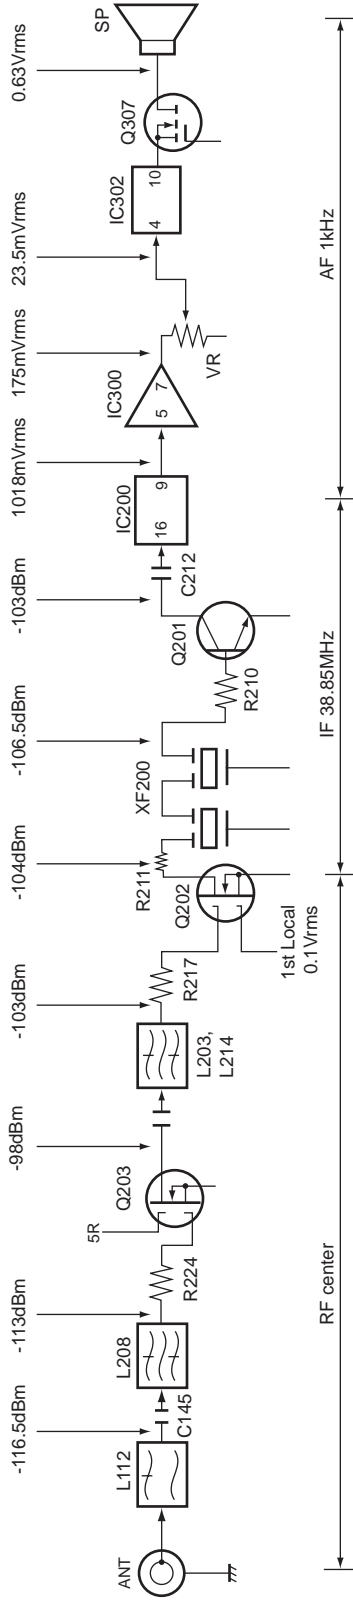 -116.5dBm
-113dBm
-98dBm
-103dBm
-104dBm
-106.5dBm
-103dBm
1018mVrms
175mVrms
23.5mVrms
0.63Vrms
ANT
L112
C145
L208
R224
5R
Q203
L203,
L214
R217
Q202
1st Local
0.1Vrms
R211
XF200
R210
Q201
C212
IC200
16
9
IC300
5
7
VR
IC302
4
10
Q307
SP
RF center
IF 38.85MHz
AF 1kHz